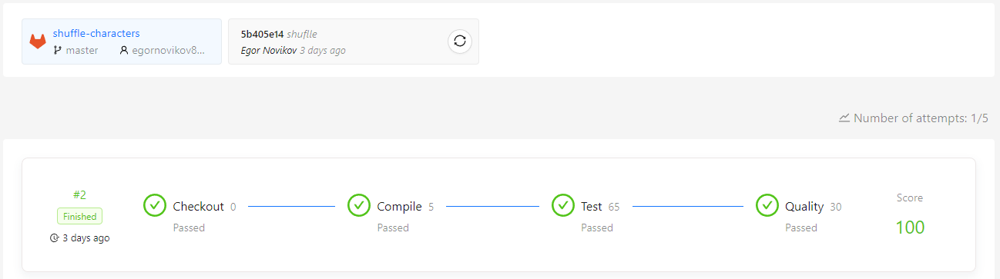 shuffle-characters
master egornovikov8...
5b405e14 shuflle
Egor Novikov 3 days ago
Number of attempts: 1/5
#2
Finished
3 days ago
Checkout 0
Passed
Compile 5
Passed
Test 65
Passed
Quality 30
Passed
Score
100